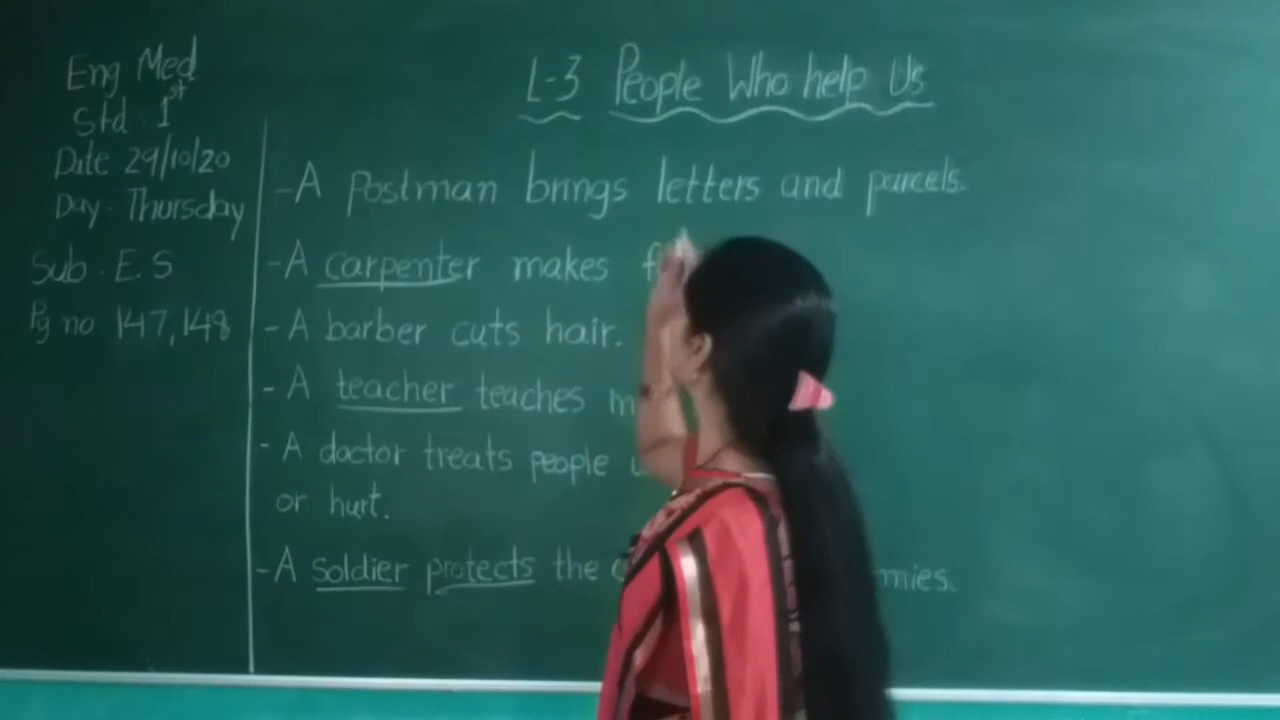 Eng Med
Std 1st
Date 29/10/20
Day. Thursday
Sub. E.S
Pg no 147,148
L-3 People Who help Us
-A Postman brings letters and parcels.
-A carpenter makes
-A barber cuts hair.
-A teacher teaches
-A doctor treats people
or hurt.
-A soldier protects the